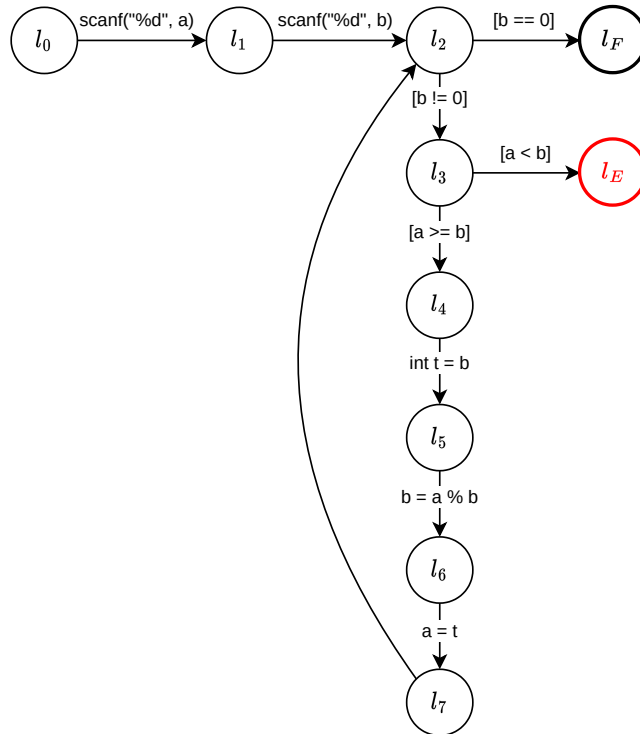 l0
scanf("%d", a)
l1
scanf("%d", b)
l2
[b == 0]
lF
[b != 0]
l3
[a < b]
lE
[a >= b]
l4
int t = b
l5
b = a % b
l6
a = t
l7